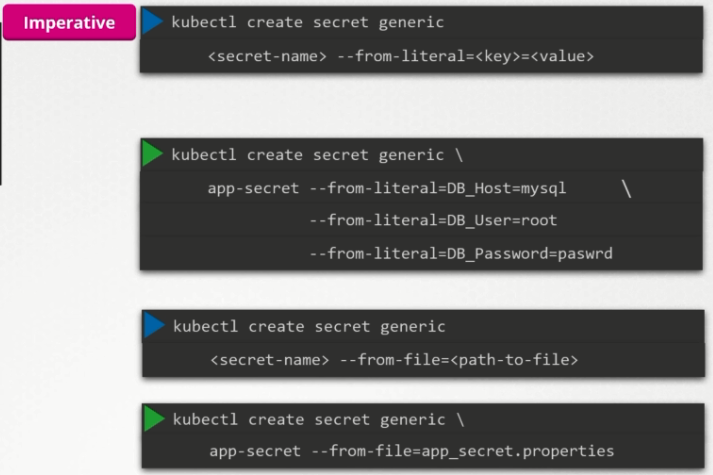 Imperative
kubectl create secret generic
<secret-name> --from-literal=<key>=<value>
kubectl create secret generic \
app-secret --from-literal=DB_Host=mysql \
--from-literal=DB_User=root
--from-literal=DB_Password=paswrd
kubectl create secret generic
<secret-name> --from-file=<path-to-file>
kubectl create secret generic \
app-secret --from-file=app_secret.properties